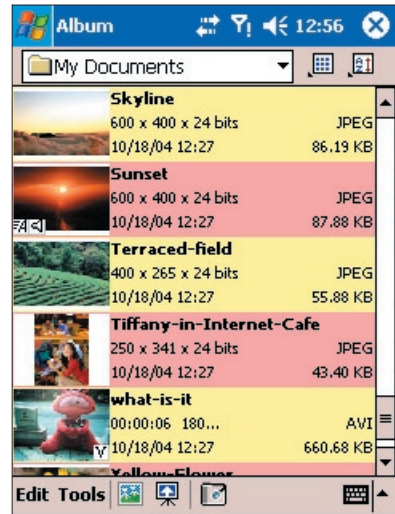 Album 12:56
My Documents
Skyline
600 x 400 x 24 bits JPEG
10/18/04 12:27 86.19 KB
Sunset
600 x 400 x 24 bits JPEG
10/18/04 12:27 87.88 KB
Terraced-field
400 x 265 x 24 bits JPEG
10/18/04 12:27 55.88 KB
Tiffany-in-Internet-Cafe
250 x 341 x 24 bits JPEG
10/18/04 12:27 43.40 KB
what-is-it
00:00:06 180... AVI
V 10/18/04 12:27 660.68 KB
Yellow-Flower
Edit Tools